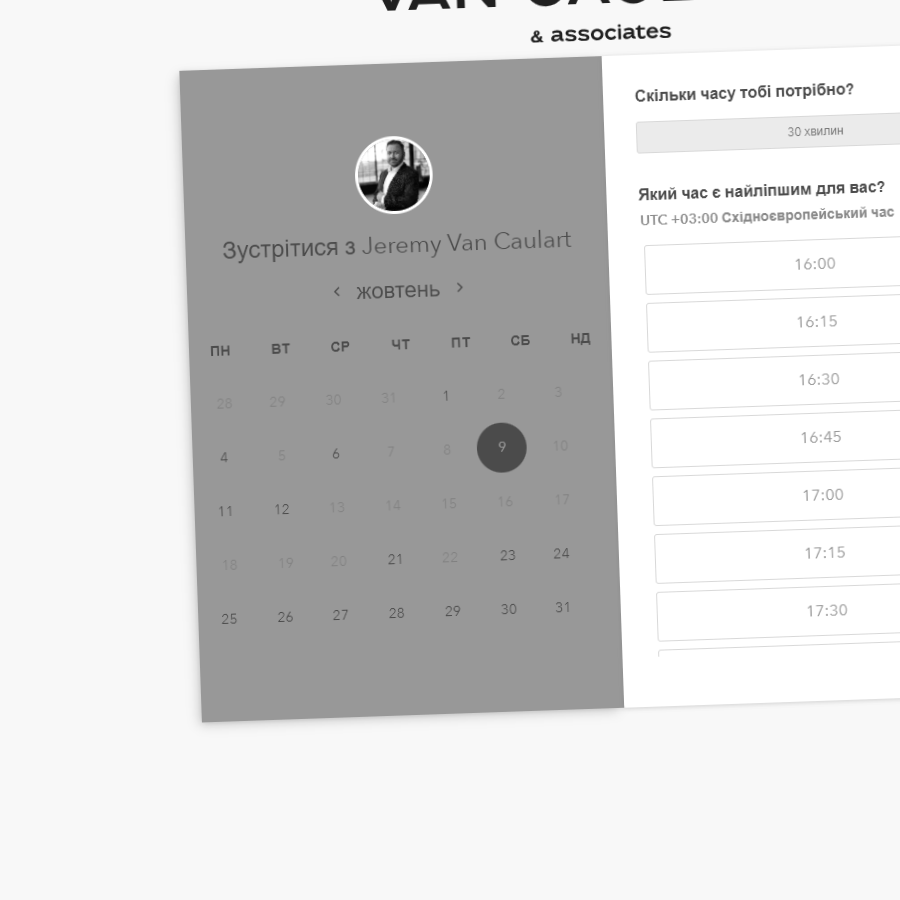 & associates
Зустрітися з Jeremy Van Caulart
жовтень
ПН ВТ СР ЧТ ПТ СБ НД
28 29 30 31 1 2 3
4 5 6 7 8 9 10
11 12 13 14 15 16 17
18 19 20 21 22 23 24
25 26 27 28 29 30 31
Скільки часу тобі потрібно?
30 хвилин
Який час є найліпшим для вас?
UTC +03:00 Східноєвропейський час
16:00
16:15
16:30
16:45
17:00
17:15
17:30